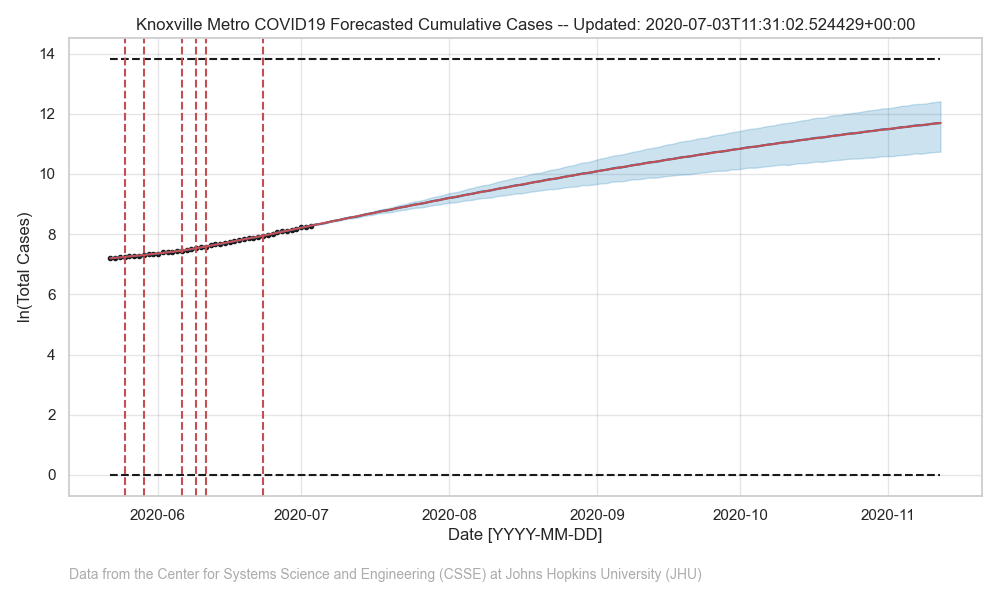 Knoxville Metro COVID19 Forecasted Cumulative Cases -- Updated: 2020-07-03T11:31:02.524429+00:00
14
12
10
8
6
4
2
0
ln(Total Cases)
2020-06 2020-07 2020-08 2020-09 2020-10 2020-11
Date [YYYY-MM-DD]
Data from the Center for Systems Science and Engineering (CSSE) at Johns Hopkins University (JHU)